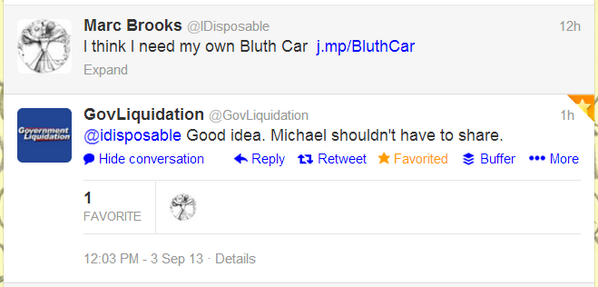 Marc Brooks @IDisposable 12h
I think I need my own Bluth Car j.mp/BluthCar
Expand
Government
Liquidation
GovLiquidation @GovLiquidation 1h
@idisposable Good idea. Michael shouldn't have to share.
Hide conversation Reply Retweet Favorited Buffer More
1
FAVORITE
12:03 PM - 3 Sep 13 · Details